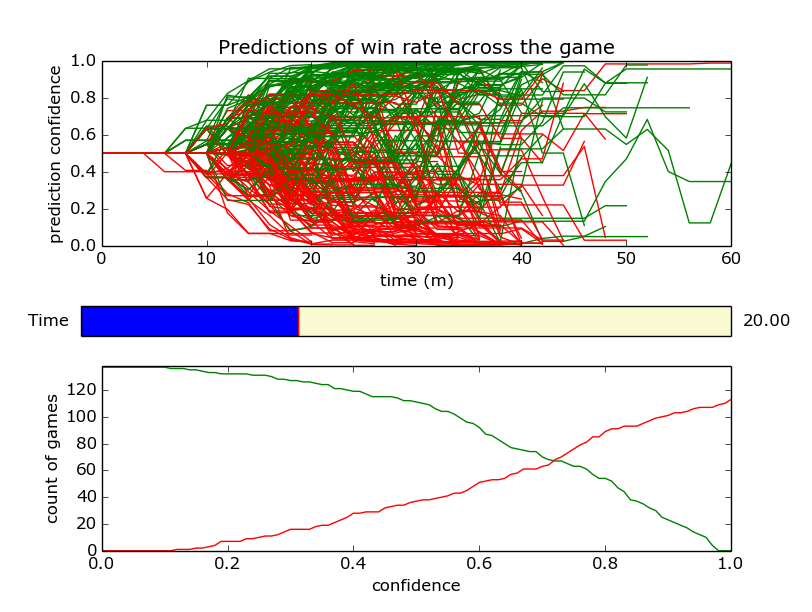 Predictions of win rate across the game
1.0
0.8
0.6
0.4
0.2
0.0
prediction confidence
0 10 20 30 40 50 60
time (m)
Time 20.00
120
100
80
60
40
20
0
count of games
0.0 0.2 0.4 0.6 0.8 1.0
confidence